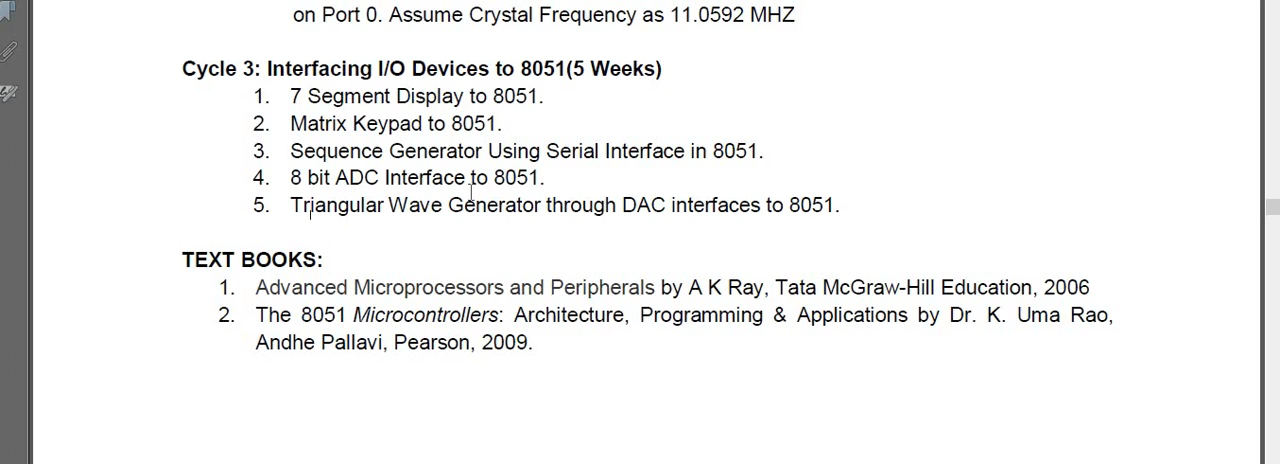 on Port 0. Assume Crystal Frequency as 11.0592 MHZ
Cycle 3: Interfacing I/O Devices to 8051(5 Weeks)
1. 7 Segment Display to 8051.
2. Matrix Keypad to 8051.
3. Sequence Generator Using Serial Interface in 8051.
4. 8 bit ADC Interface to 8051.
5. Triangular Wave Generator through DAC interfaces to 8051.
TEXT BOOKS:
1. Advanced Microprocessors and Peripherals by A K Ray, Tata McGraw-Hill Education, 2006
2. The 8051 Microcontrollers: Architecture, Programming & Applications by Dr. K. Uma Rao,
Andhe Pallavi, Pearson, 2009.